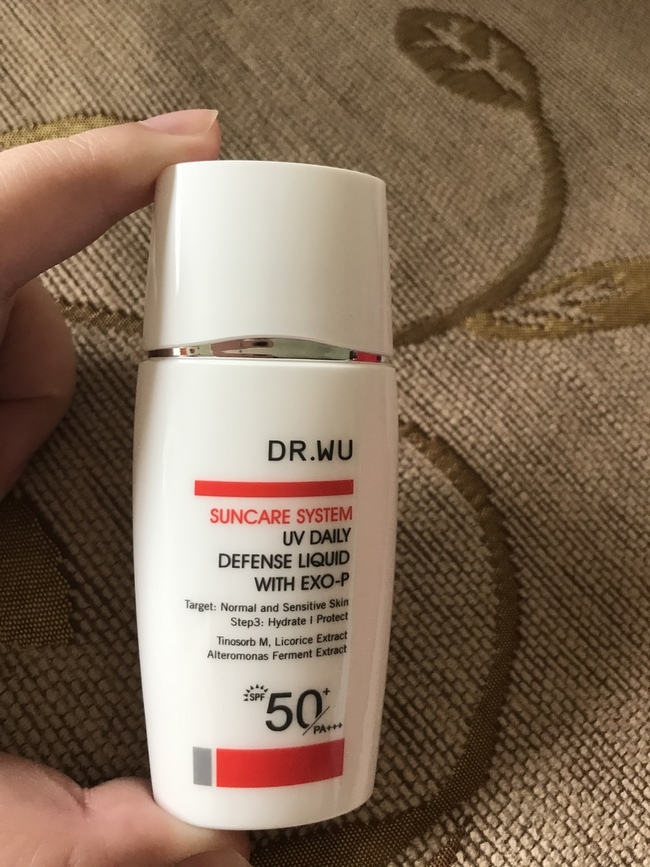 DR.WU
SUNCARE SYSTEM
UV DAILY
DEFENSE LIQUID
WITH EXO-P
Target: Normal and Sensitive Skin
Step3: Hydrate I Protect
Tinosorb M, Licorice Extract
Alteromonas Ferment Extract
SPF 50+
PA+++